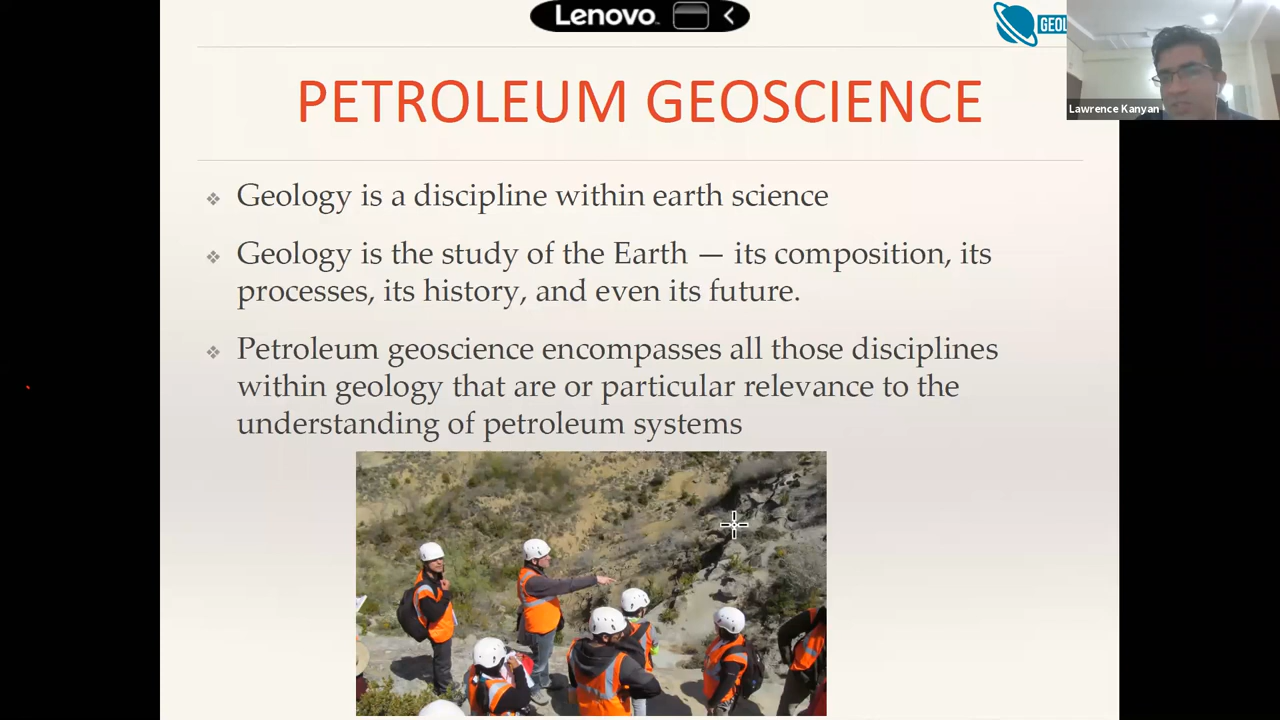 Lenovo
GEOL
PETROLEUM GEOSCIENCE
Lawrence Kanyan
Geology is a discipline within earth science
Geology is the study of the Earth — its composition, its
processes, its history, and even its future.
Petroleum geoscience encompasses all those disciplines
within geology that are or particular relevance to the
understanding of petroleum systems